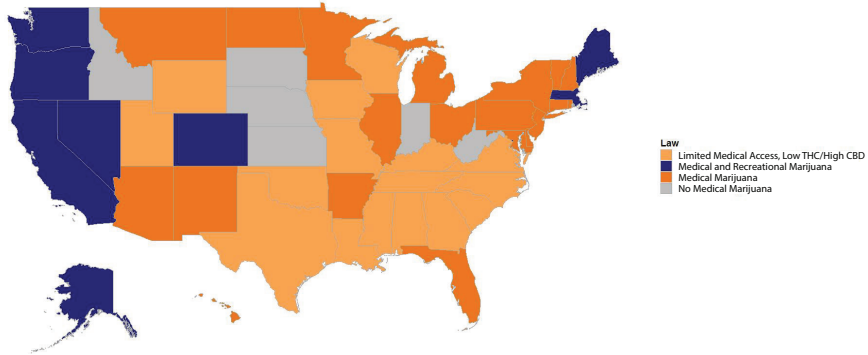 Law
Limited Medical Access, Low THC/High CBD
Medical and Recreational Marijuana
Medical Marijuana
No Medical Marijuana